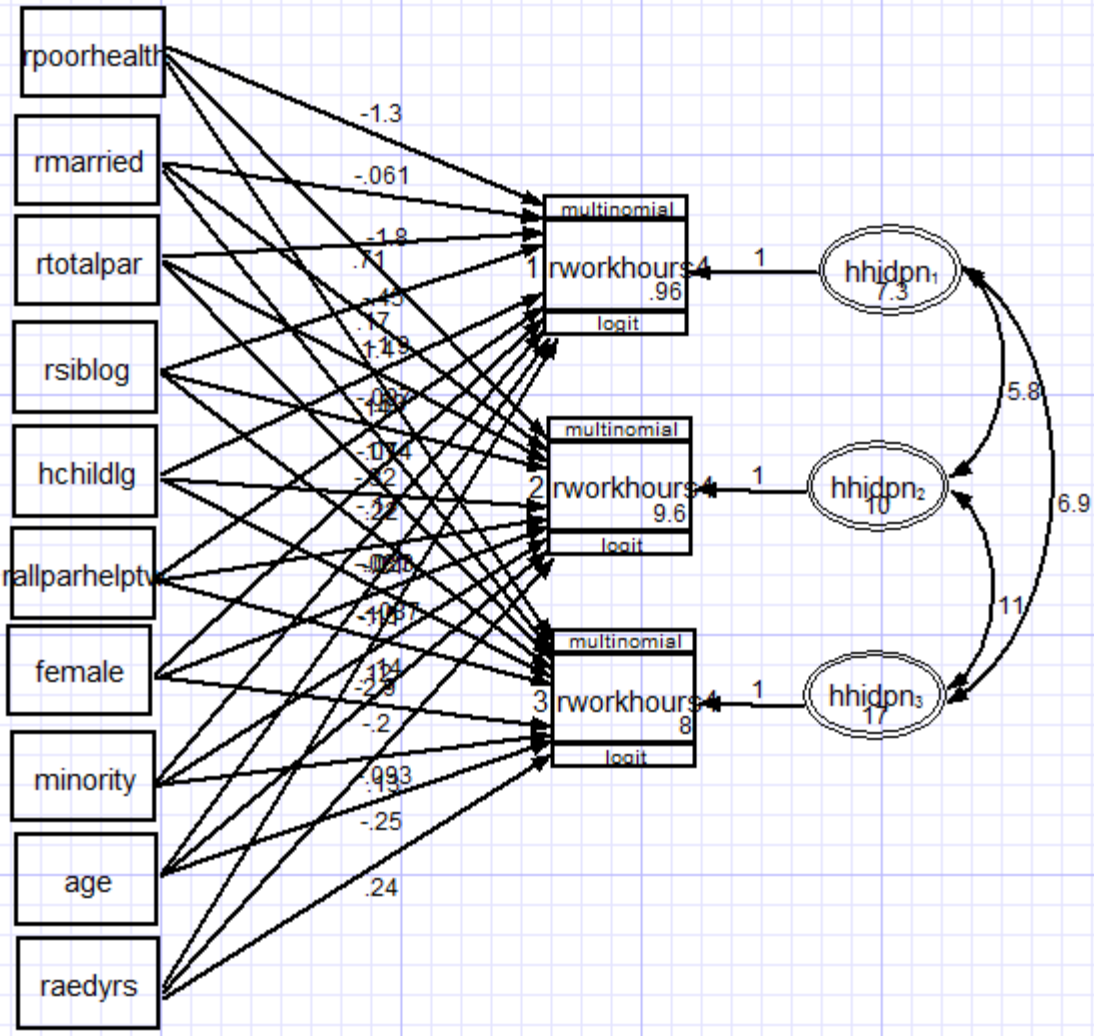 rpoorhealth
rmarried
rtotalpar
rsiblog
hchildlg
rallparhelptw
female
minority
age
raedyrs
-1.3
-.061
-1.8
.71
-.45
.17
-.2
.093
.13
-.25
.24
multinomial
1
rworkhours4
.96
logit
multinomial
2
rworkhours4
9.6
logit
multinomial
3
rworkhours4
8
logit
1
hhidpn₁
7.3
1
hhidpn₂
10
1
hhidpn₃
17
5.8
6.9
11